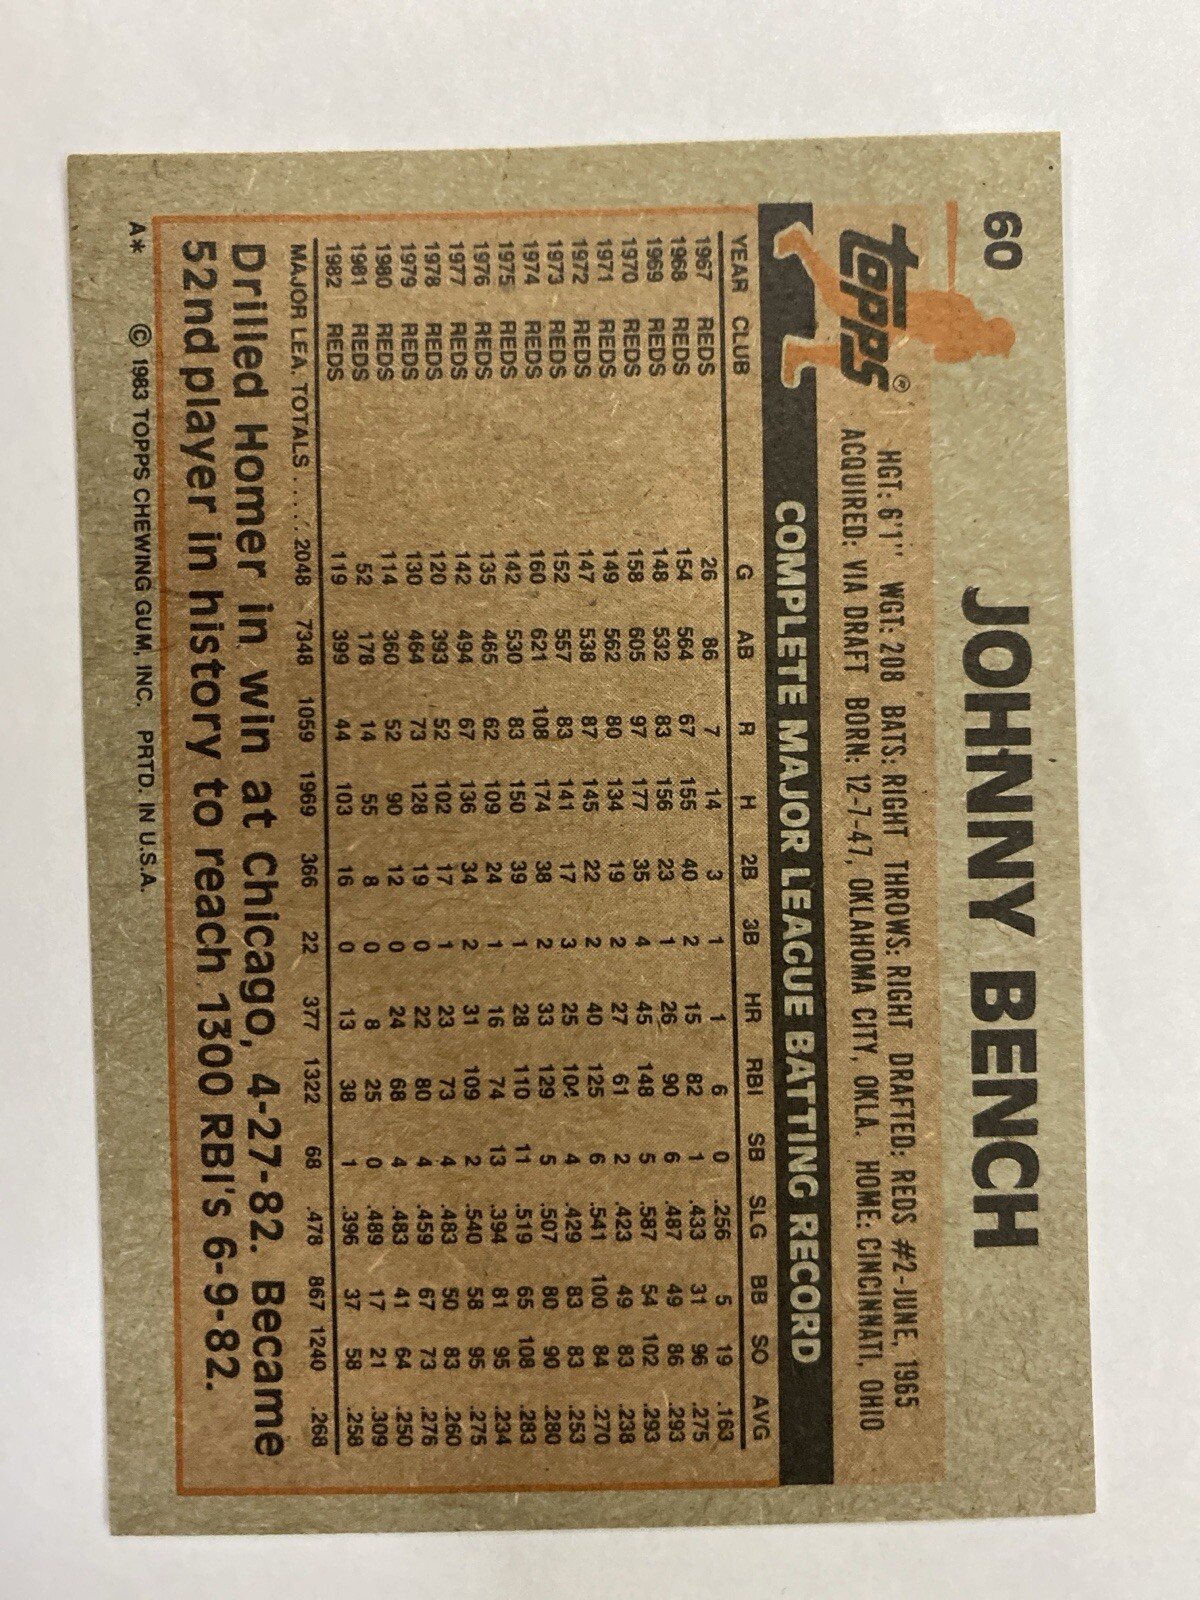 60 JOHNNY BENCH
topps®
HGT: 6'1" WGT: 208 BATS: RIGHT THROWS: RIGHT DRAFTED: REDS #2-JUNE, 1965
ACQUIRED: VIA DRAFT BORN: 12-7-47, OKLAHOMA CITY, OKLA. HOME: CINCINNATI, OHIO
COMPLETE MAJOR LEAGUE BATTING RECORD
YEAR CLUB G AB R H 2B 3B HR RBI SB SLG BB SO AVG
1967 REDS 26 86 7 14 3 1 1 6 0 .256 5 19 .163
1968 REDS 154 564 67 155 40 2 15 82 1 .433 31 96 .275
1969 REDS 148 532 83 156 23 1 26 90 6 .487 49 86 .293
1970 REDS 158 605 97 177 35 4 45 148 5 .587 54 102 .293
1971 REDS 149 562 80 134 19 2 27 61 2 .423 49 83 .238
1972 REDS 147 538 87 145 22 2 40 125 6 .541 100 84 .270
1973 REDS 152 557 83 141 17 3 25 104 4 .429 83 83 .253
1974 REDS 160 621 108 174 38 2 33 129 5 .507 80 90 .280
1975 REDS 142 530 83 150 39 1 28 110 11 .519 65 108 .283
1976 REDS 135 465 62 109 24 1 16 74 13 .394 81 95 .234
1977 REDS 142 494 67 136 34 2 31 109 2 .540 58 95 .275
1978 REDS 120 393 52 102 17 1 23 73 4 .483 50 83 .260
1979 REDS 130 464 73 128 19 0 22 80 4 .459 67 73 .276
1980 REDS 114 360 52 90 12 0 24 68 4 .483 41 64 .250
1981 REDS 52 178 14 55 8 0 8 25 0 .489 17 21 .309
1982 REDS 119 399 44 103 16 0 13 38 1 .396 37 58 .258
MAJOR LEA. TOTALS..... 2048 7348 1059 1969 366 22 377 1322 68 .478 867 1240 .268
Drilled Homer in win at Chicago, 4-27-82. Became
52nd player in history to reach 1300 RBI's 6-9-82.
A* © 1983 TOPPS CHEWING GUM, INC. PRTD. IN U.S.A.